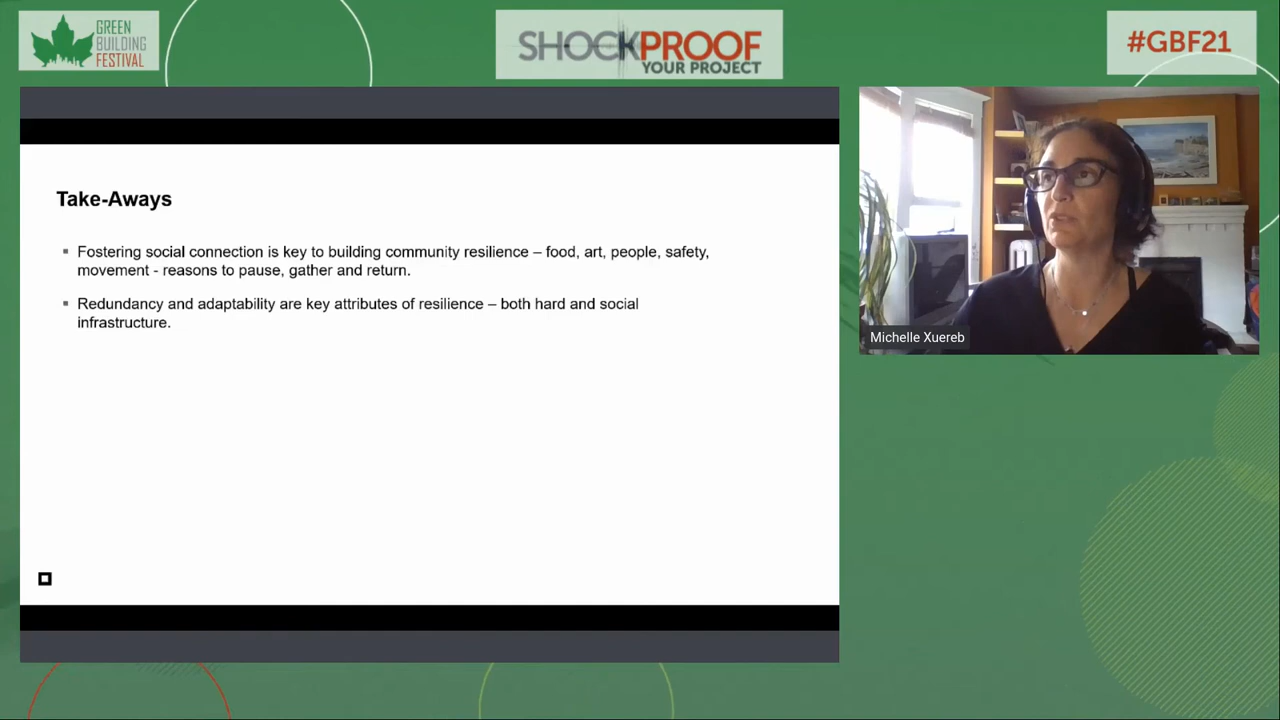 GREEN
BUILDING
FESTIVAL
SHOCKPROOF
YOUR PROJECT
#GBF21
Take-Aways
Fostering social connection is key to building community resilience – food, art, people, safety,
movement - reasons to pause, gather and return.
Redundancy and adaptability are key attributes of resilience – both hard and social
infrastructure.
Michelle Xuereb